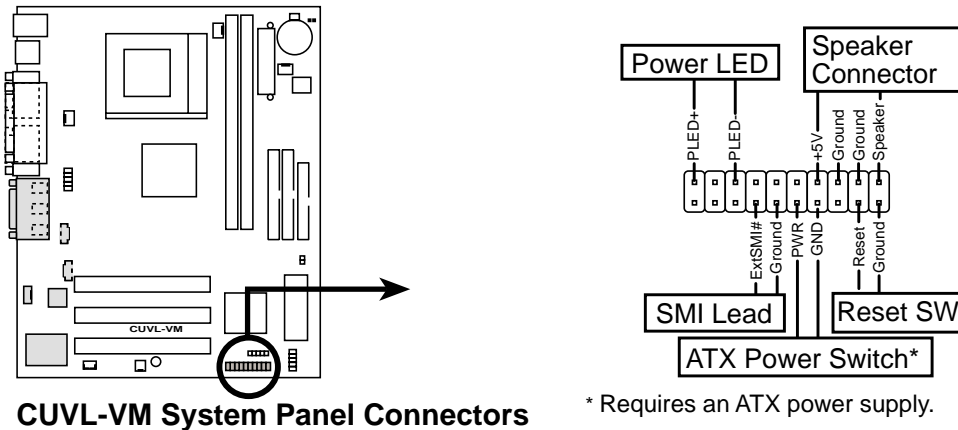 Power LED
Speaker
Connector
PLED+
PLED-
+5V
Ground
Ground
Speaker
ExtSMI#
Ground
PWR
GND
Reset
Ground
SMI Lead
Reset SW
ATX Power Switch*
CUVL-VM
CUVL-VM System Panel Connectors
* Requires an ATX power supply.